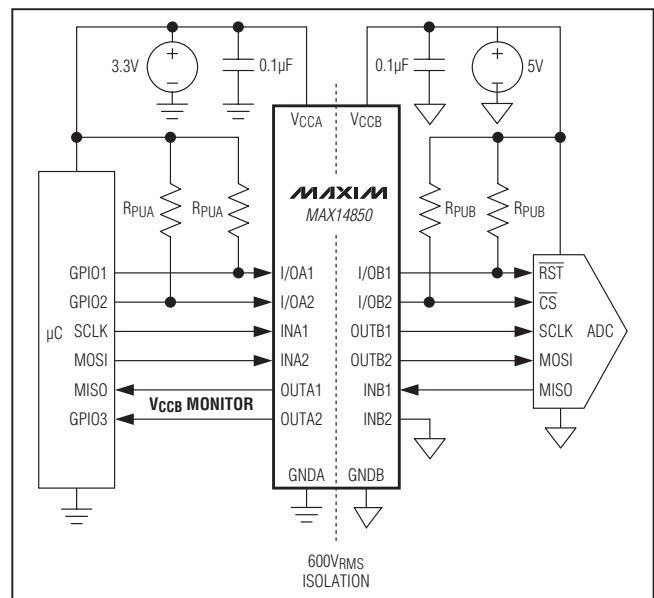 3.3V
0.1µF
0.1µF
5V
VCCA
VCCB
MAXIM
MAX14850
RPUA
RPUA
RPUB
RPUB
GPIO1
I/OA1
I/OB1
RST
GPIO2
I/OA2
I/OB2
CS
µC
SCLK
INA1
OUTB1
SCLK
ADC
MOSI
INA2
OUTB2
MOSI
MISO
OUTA1
INB1
MISO
VCCB MONITOR
GPIO3
OUTA2
INB2
GNDA
GNDB
600VRMS
ISOLATION